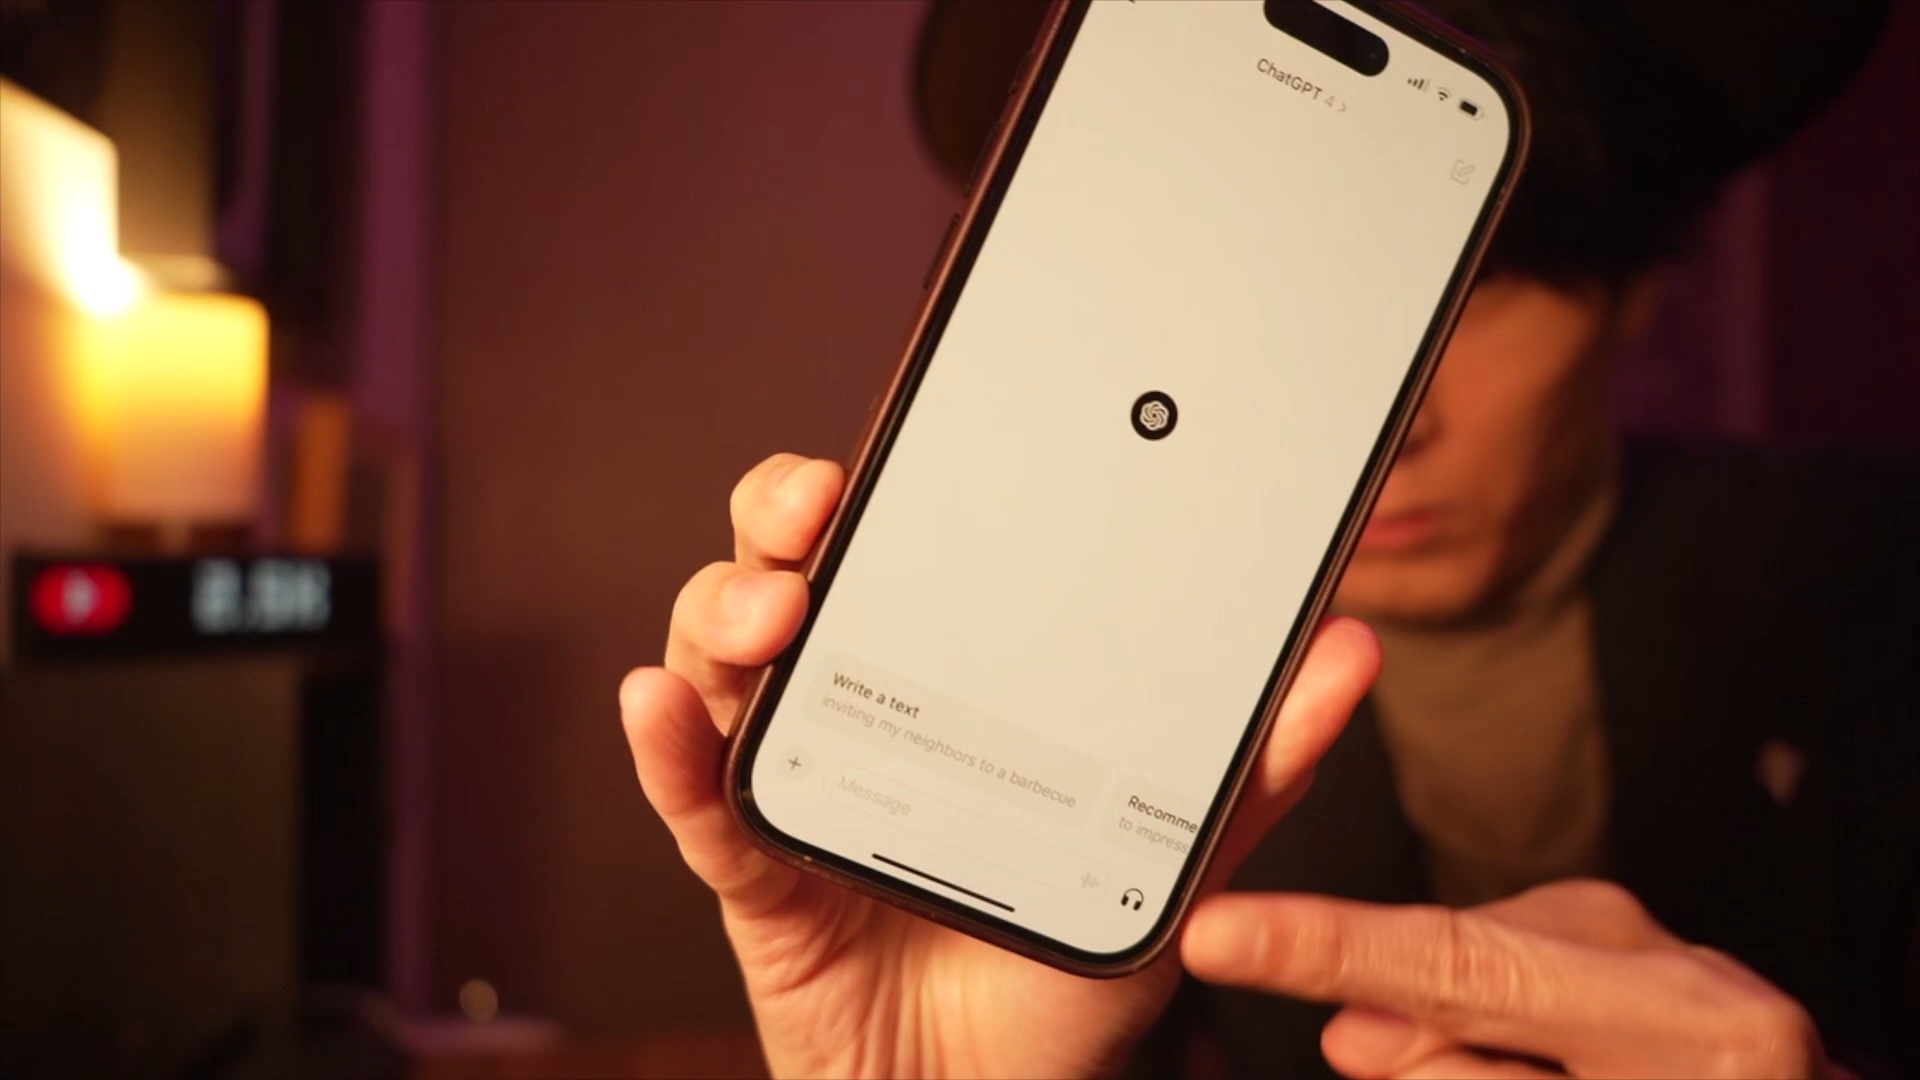 ChatGPT 4 >
Write a text
inviting my neighbors to a barbecue
Recomme
to impress
Message